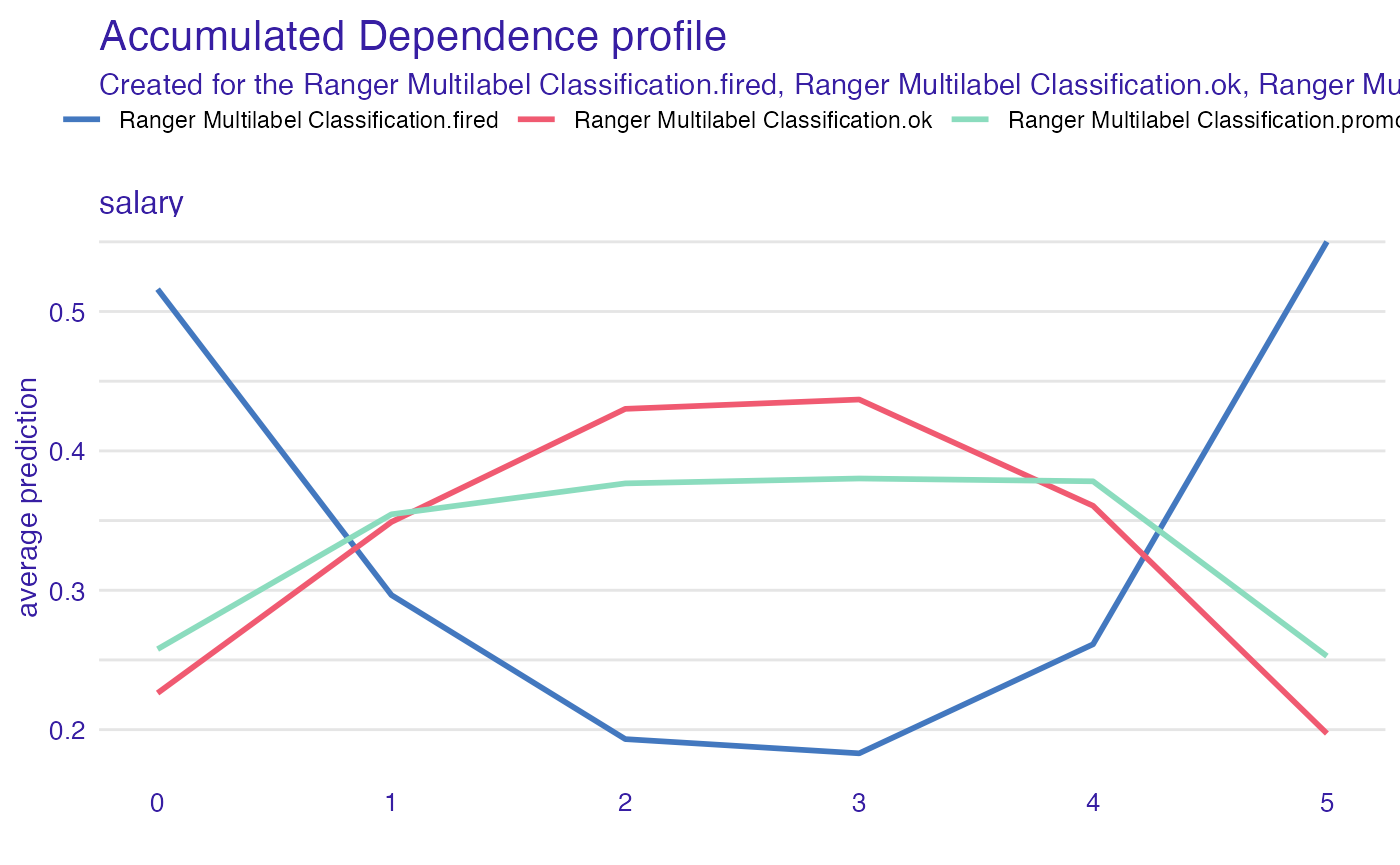 Accumulated Dependence profile
Created for the Ranger Multilabel Classification.fired, Ranger Multilabel Classification.ok, Ranger Mu
Ranger Multilabel Classification.fired Ranger Multilabel Classification.ok Ranger Multilabel Classification.promo
salary
average prediction
0.5
0.4
0.3
0.2
0 1 2 3 4 5